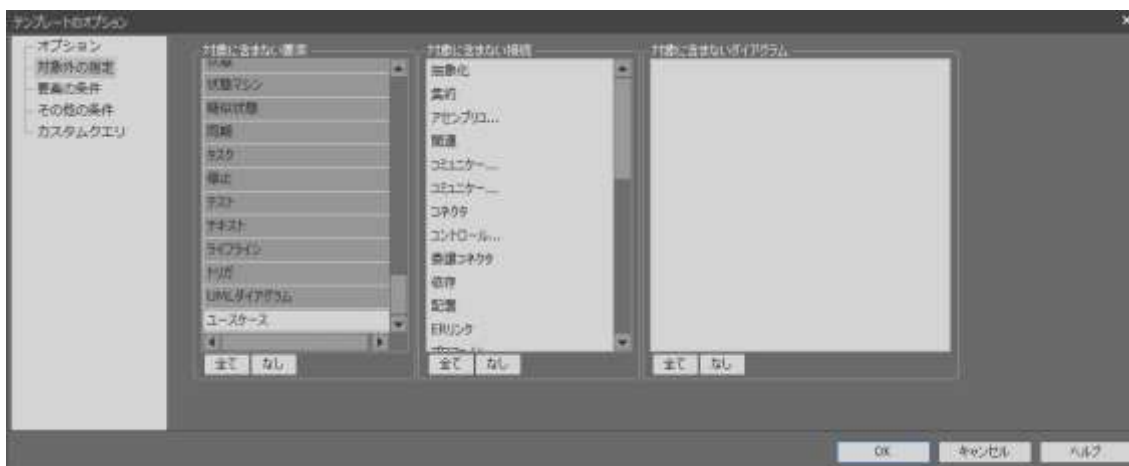 テンプレートのオプション
オプション
対象外の指定
要素の条件
その他の条件
カスタムクエリ
対象に含まない要素
状態
状態マシン
疑似状態
同期
タスク
停止
テスト
テキスト
ライフライン
トリガ
UMLダイアグラム
ユースケース
全て
なし
対象に含まない接続
抽象化
集約
アセンブリコ...
関連
コミュニケー...
コミュニケー...
コネクタ
コントロール...
委譲コネクタ
依存
配置
ERリンク
全て
なし
対象に含まないダイアグラム
全て
なし
OK
キャンセル
ヘルプ